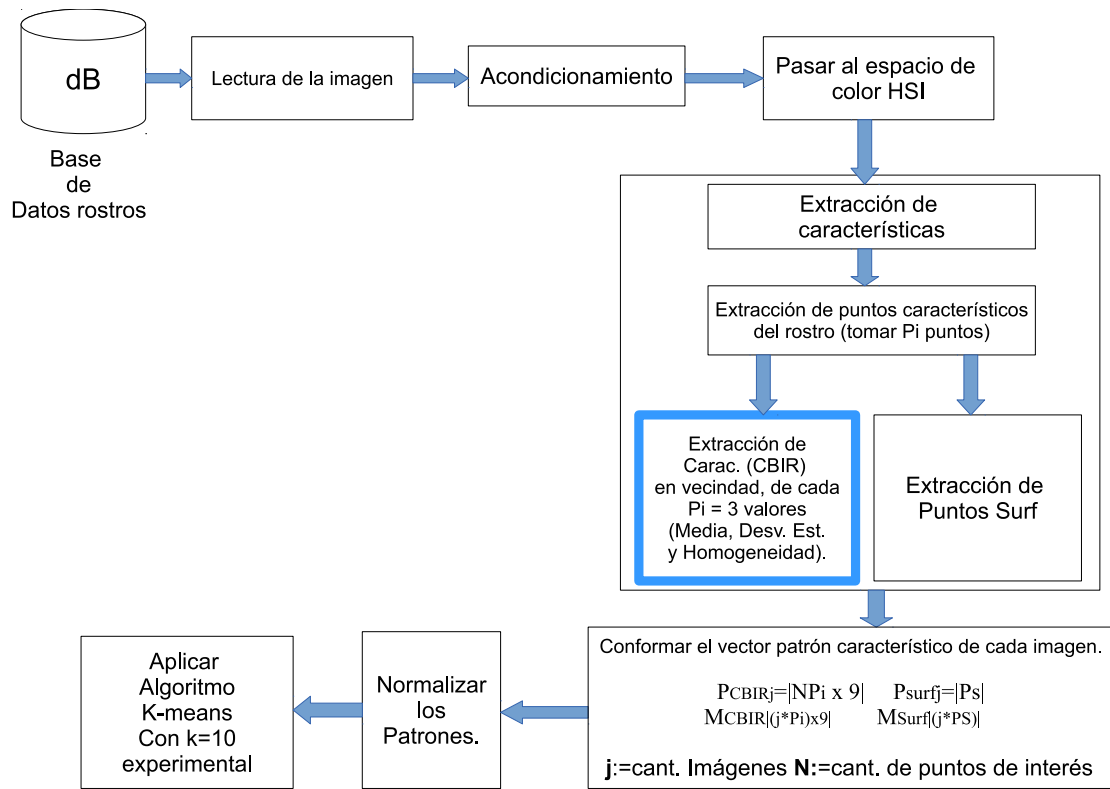 dB
Base
de
Datos rostros
Lectura de la imagen
Acondicionamiento
Pasar al espacio de
color HSI
Extracción de
características
Extracción de puntos característicos
del rostro (tomar Pi puntos)
Extracción de
Carac. (CBIR)
en vecindad, de cada
Pi = 3 valores
(Media, Desv. Est.
y Homogeneidad).
Extracción de
Puntos Surf
Conformar el vector patrón característico de cada imagen.
PCBIRj=|NPi x 9| Psurfj=|Ps|
MCBIR|(j*Pi)x9| MSurf|(j*PS)|
j:=cant. Imágenes N:=cant. de puntos de interés
Normalizar
los
Patrones.
Aplicar
Algoritmo
K-means
Con k=10
experimental